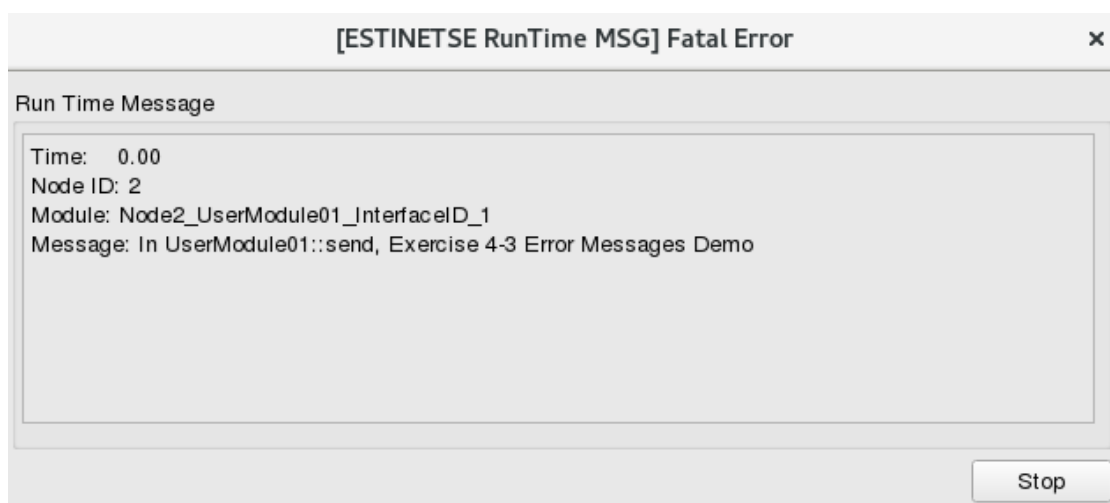 [ESTINETSE RunTime MSG] Fatal Error
Run Time Message
Time: 0.00
Node ID: 2
Module: Node2_UserModule01_InterfaceID_1
Message: In UserModule01::send, Exercise 4-3 Error Messages Demo
Stop